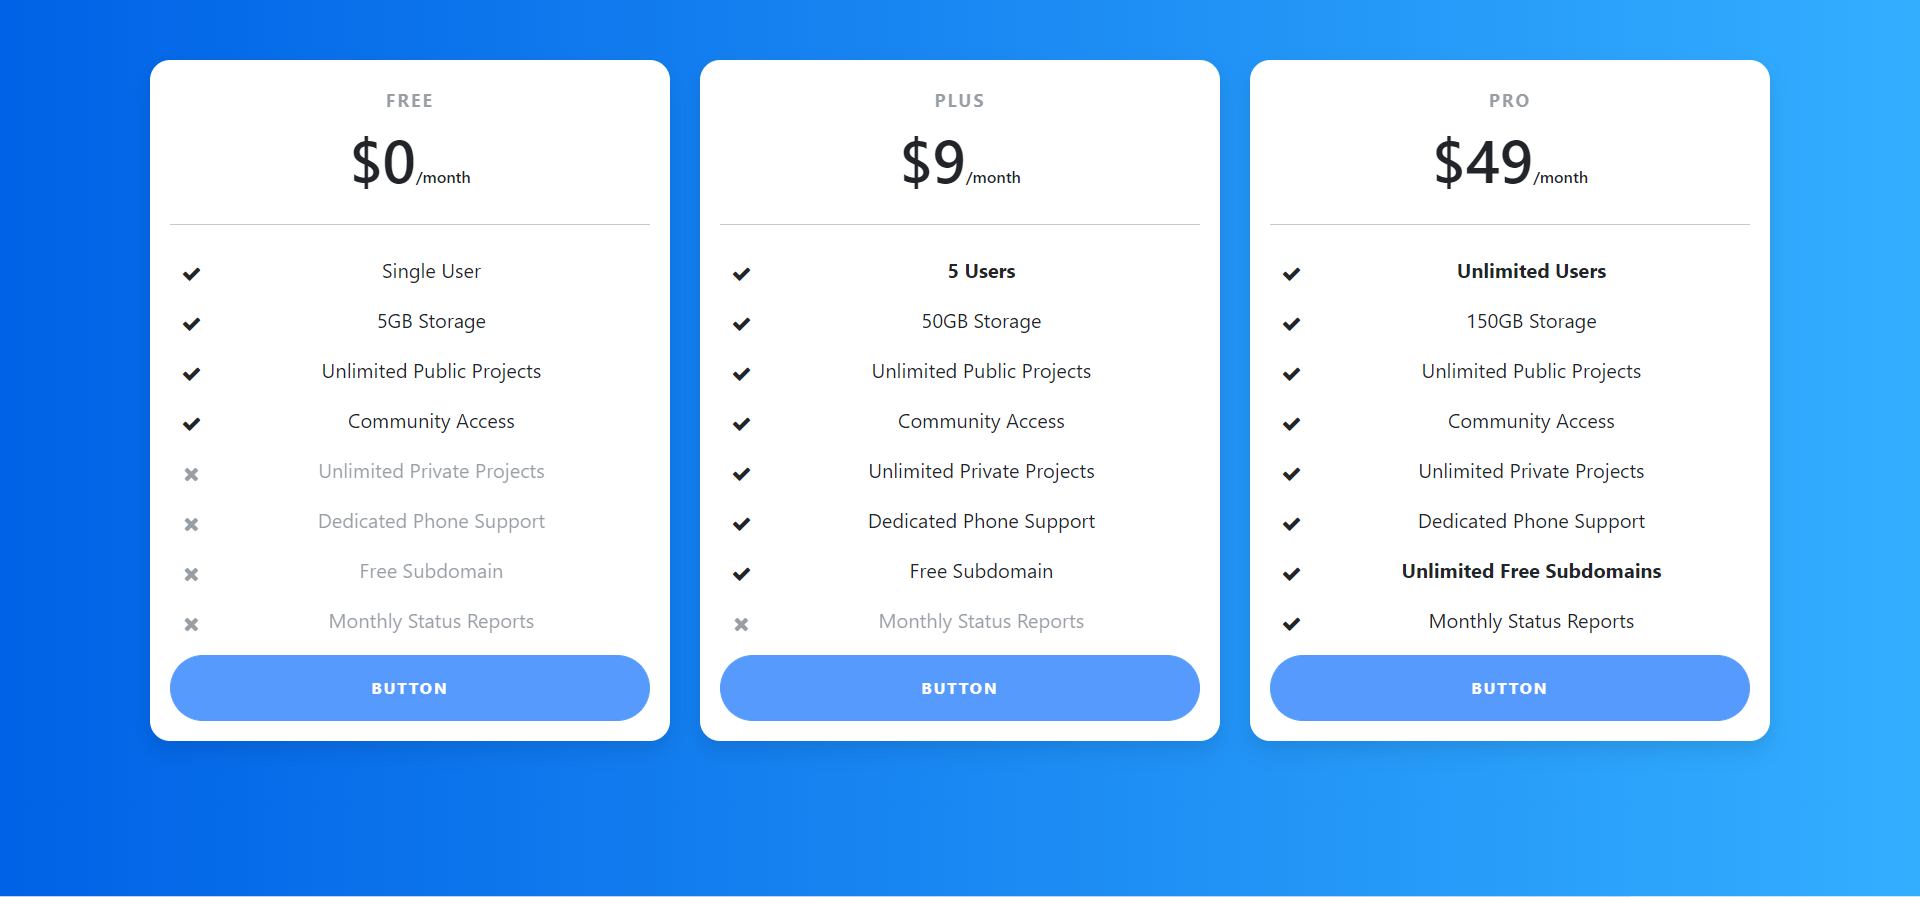 FREE
$0/month
Single User
5GB Storage
Unlimited Public Projects
Community Access
Unlimited Private Projects
Dedicated Phone Support
Free Subdomain
Monthly Status Reports
BUTTON
PLUS
$9/month
5 Users
50GB Storage
Unlimited Public Projects
Community Access
Unlimited Private Projects
Dedicated Phone Support
Free Subdomain
Monthly Status Reports
BUTTON
PRO
$49/month
Unlimited Users
150GB Storage
Unlimited Public Projects
Community Access
Unlimited Private Projects
Dedicated Phone Support
Unlimited Free Subdomains
Monthly Status Reports
BUTTON